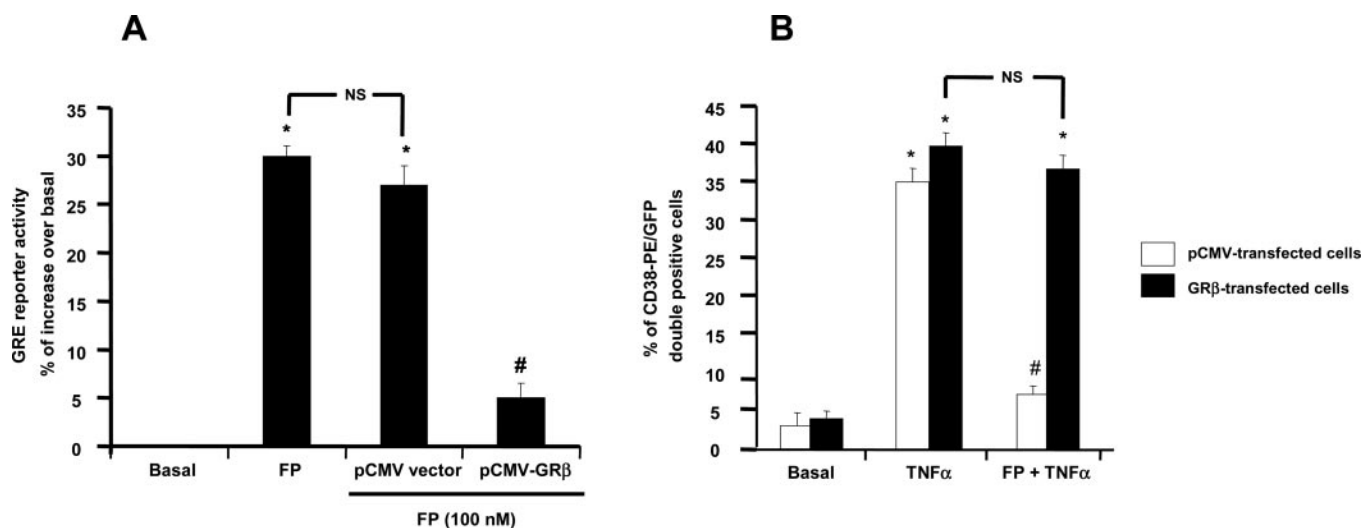 A
GRE reporter activity
% of increase over basal
35
30
25
20
15
10
5
0
NS
*
*
#
Basal
FP
pCMV vector
pCMV-GRβ
FP (100 nM)
B
% of CD38-PE/GFP
double positive cells
45
40
35
40
45
20
15
10
5
0
NS
*
*
*
#
Basal
TNFα
FP + TNFα
pCMV-transfected cells
GRβ-transfected cells